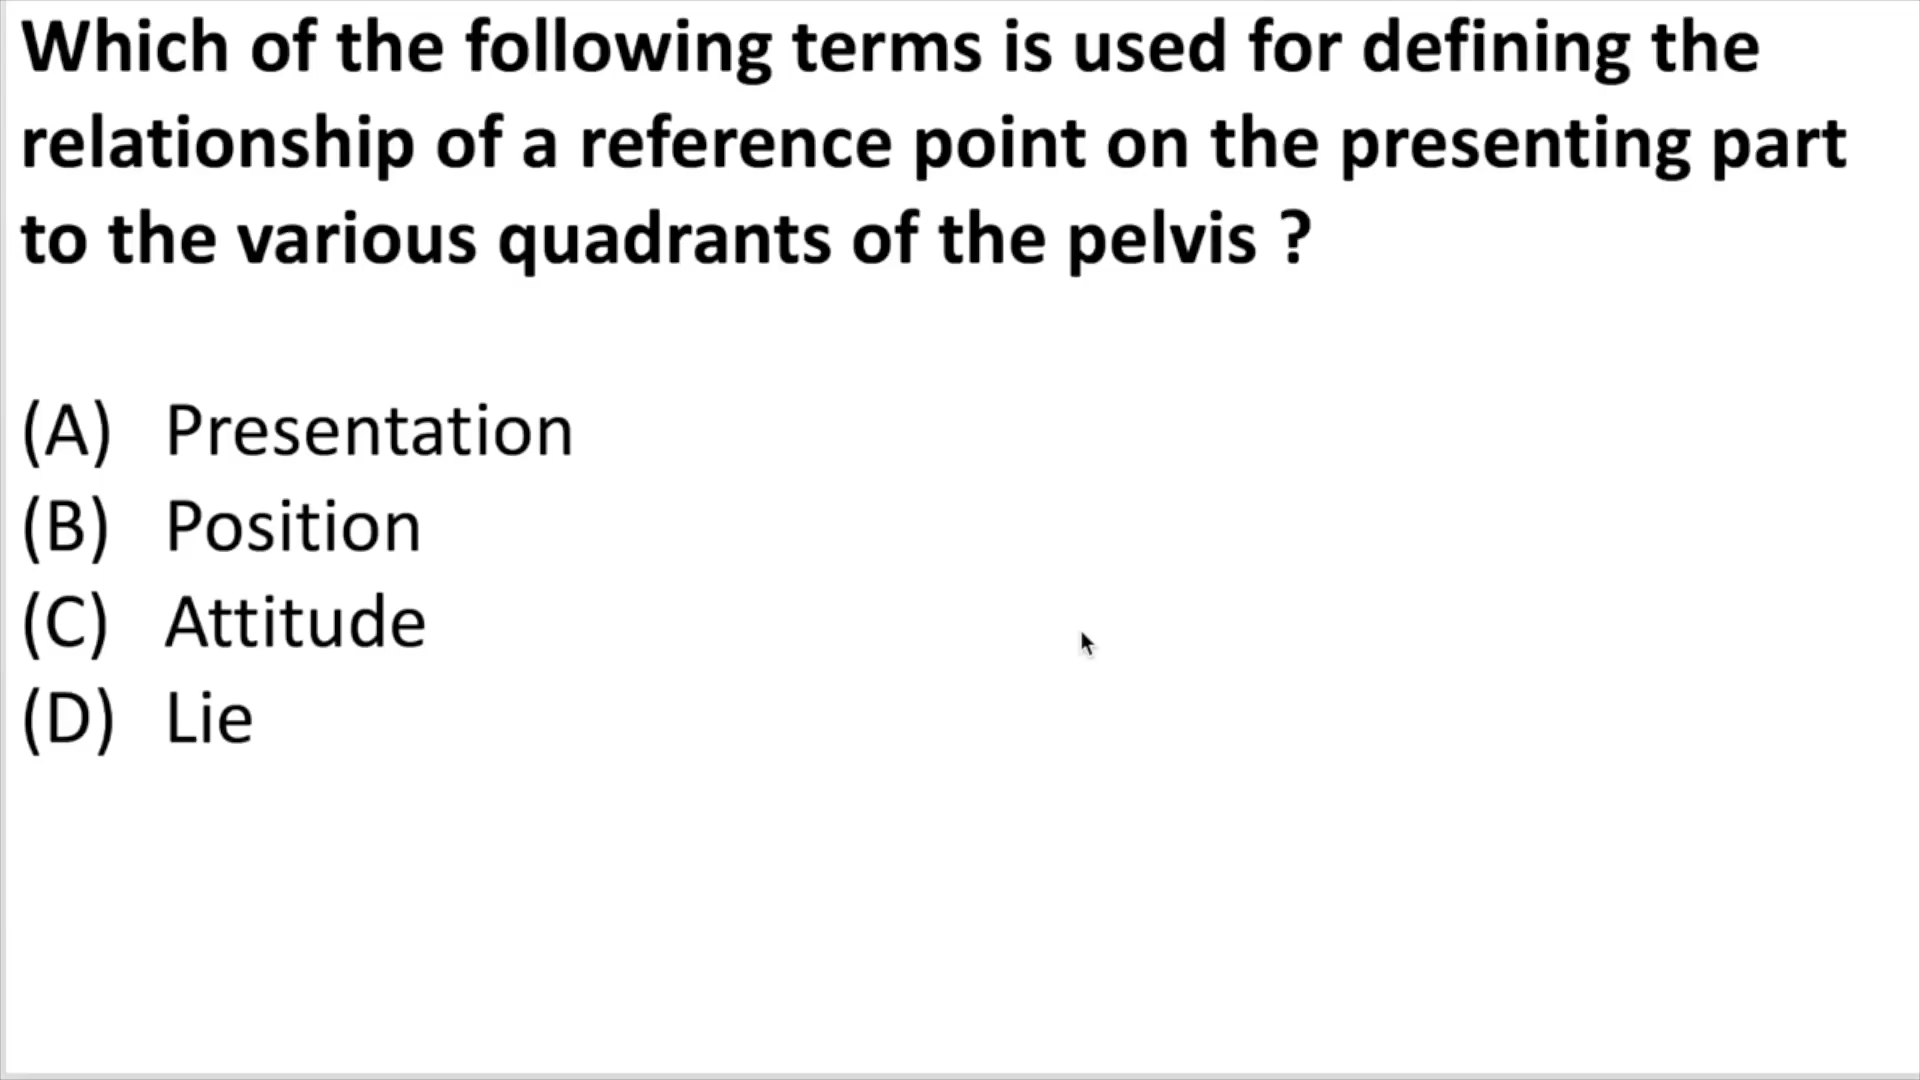 Which of the following terms is used for defining the
relationship of a reference point on the presenting part
to the various quadrants of the pelvis ?
(A) Presentation
(B) Position
(C) Attitude
(D) Lie